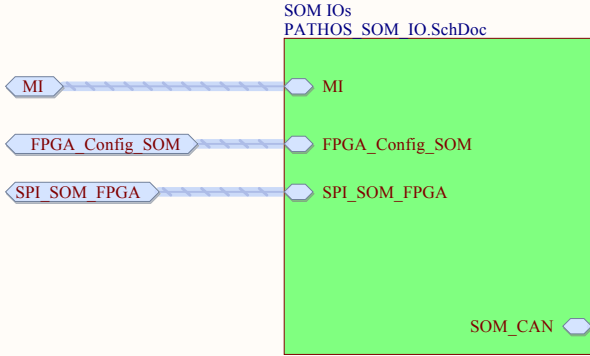 SOM IOs
PATHOS_SOM_IO.SchDoc
MI MI
FPGA_Config_SOM FPGA_Config_SOM
SPI_SOM_FPGA SPI_SOM_FPGA
SOM_CAN